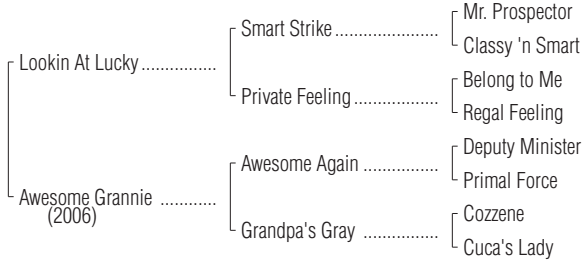 Mr. Prospector
Smart Strike ......................
Classy 'n Smart
Lookin At Lucky ................
Belong to Me
Private Feeling ..................
Regal Feeling
Deputy Minister
Awesome Again ................
Primal Force
Awesome Grannie ............
(2006)
Cozzene
Grandpa's Gray ................
Cuca's Lady